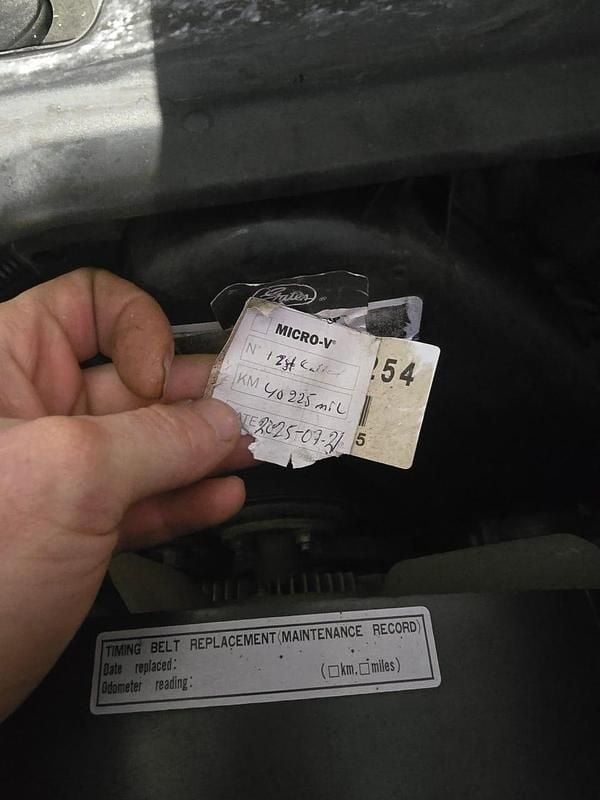 Gates
MICRO-V®
N°
KM 40 225 mil
ATE 2025-07-21
254
5
TIMING BELT REPLACEMENT(MAINTENANCE RECORD)
Date replaced:
Odometer reading: (□km.□miles)